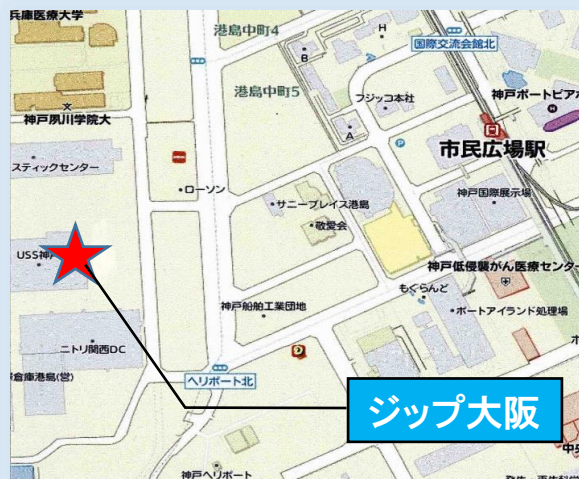 兵庫医療大
港島中町4
H
国際交流会館北
B
港島中町5
フジッコ本社
神戸ポートピアホ
神戸夙川学院大
A
P
市民広場駅
スティックセンター
ローソン
サニープレイス港島
神戸国際展示場
敬愛会
USS神戸
神戸低侵襲がん医療センター
もぐらんど
神戸船舶工業団地
ポートアイランド処理場
ニトリ関西DC
倉庫港島(営)
ヘリポート北
ジップ大阪
神戸ヘリポート
中央